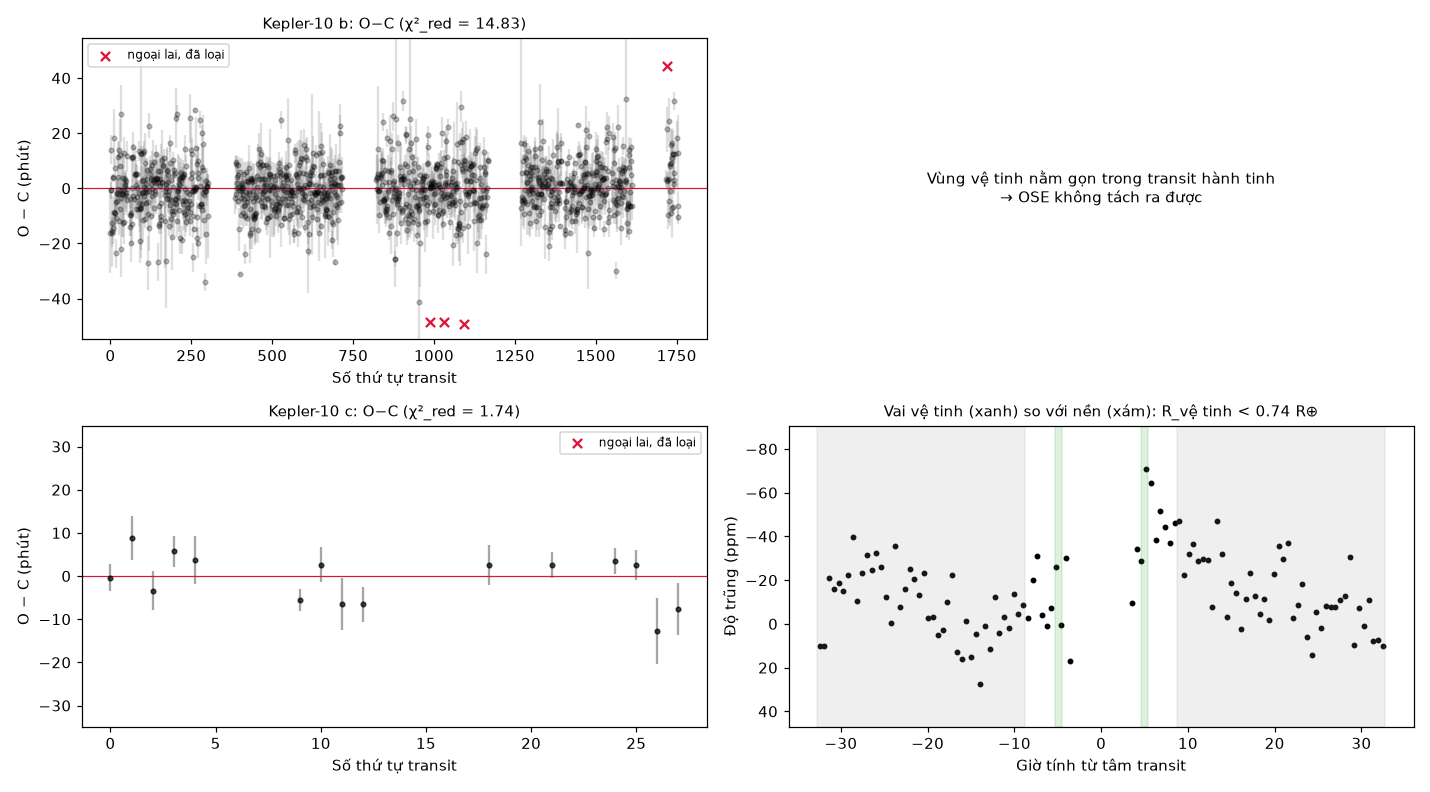 Kepler-10 b: O−C (χ²_red = 14.83)
ngoại lai, đã loại
O − C (phút)
40
20
0
−20
−40
0 250 500 750 1000 1250 1500 1750
Số thứ tự transit
Vùng vệ tinh nằm gọn trong transit hành tinh
→ OSE không tách ra được
Kepler-10 c: O−C (χ²_red = 1.74)
ngoại lai, đã loại
O − C (phút)
30
20
10
0
−10
−20
−30
0 5 10 15 20 25
Số thứ tự transit
Vai vệ tinh (xanh) so với nền (xám): R_vệ tinh < 0.74 R⊕
Độ trũng (ppm)
−80
−60
−40
−20
0
20
40
−30 −20 −10 0 10 20 30
Giờ tính từ tâm transit